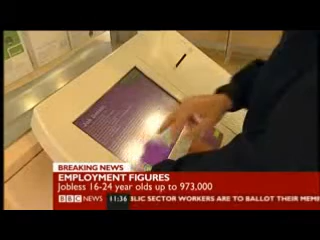 BREAKING NEWS
EMPLOYMENT FIGURES
Jobless 16-24 year olds up to 973,000
BBC NEWS 11:36 BLIC SECTOR WORKERS ARE TO BALLOT THEIR MEME